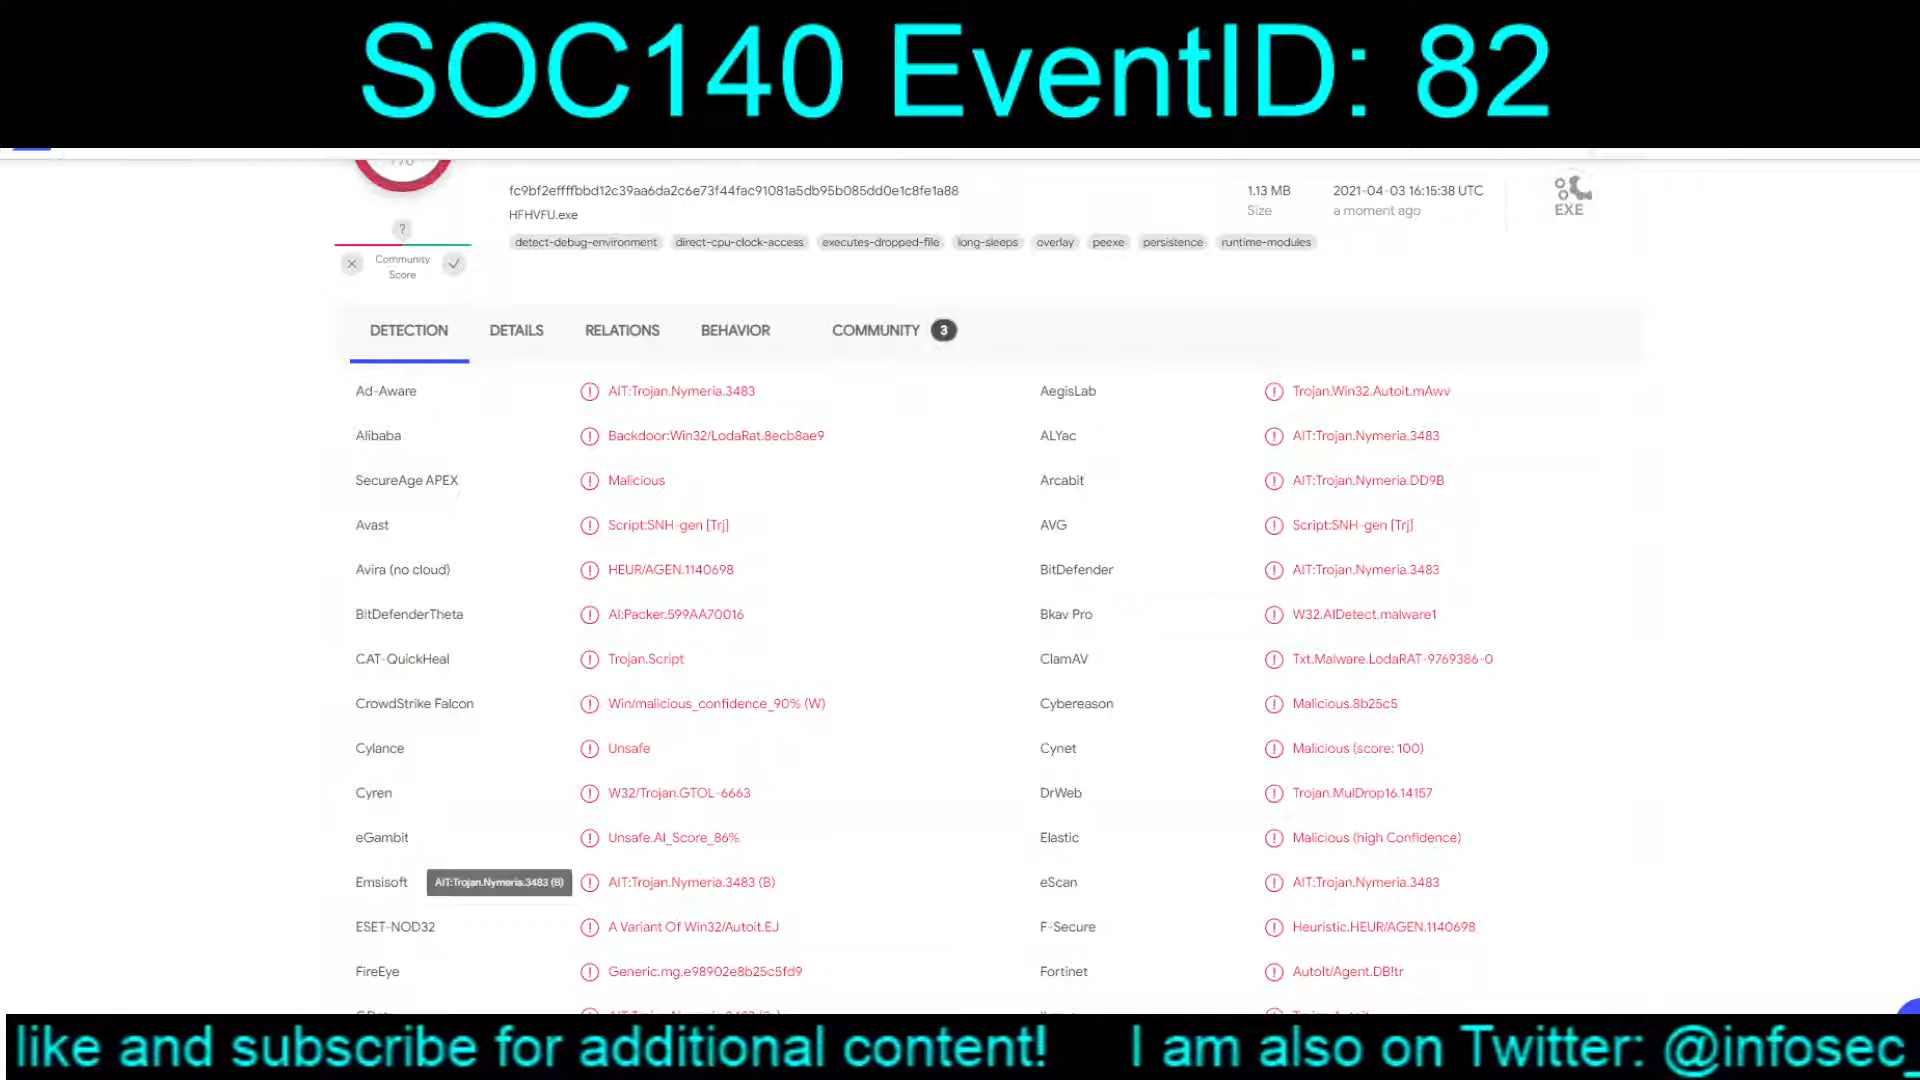 SOC140 EventID: 82
fc9bf2effffbbd12c39aa6da2c6e73f44fac91081a5db95b085dd0e1c8fe1a88
HFHVFU.exe
detect-debug-environment direct-cpu-clock-access executes-dropped-file long-sleeps overlay peexe persistence runtime-modules
1.13 MB
Size
2021-04-03 16:15:38 UTC
a moment ago
EXE
?
Community
Score
DETECTION DETAILS RELATIONS BEHAVIOR COMMUNITY 3
Ad-Aware AIT:Trojan.Nymeria.3483 AegisLab Trojan.Win32.Autoit.mAwv
Alibaba Backdoor:Win32/LodaRat.8ecb8ae9 ALYac AIT:Trojan.Nymeria.3483
SecureAge APEX Malicious Arcabit AIT:Trojan.Nymeria.DD9B
Avast Script:SNH-gen [Trj] AVG Script:SNH-gen [Trj]
Avira (no cloud) HEUR/AGEN.1140698 BitDefender AIT:Trojan.Nymeria.3483
BitDefenderTheta AI:Packer.599AA70016 Bkav Pro W32.AIDetect.malware1
CAT-QuickHeal Trojan.Script ClamAV Txt.Malware.LodaRAT-9769386-0
CrowdStrike Falcon Win/malicious_confidence_90% (W) Cybereason Malicious.8b25c5
Cylance Unsafe Cynet Malicious (score: 100)
Cyren W32/Trojan.GTOL-6663 DrWeb Trojan.MulDrop16.14157
eGambit Unsafe.AI_Score_86% Elastic Malicious (high Confidence)
Emsisoft AIT:Trojan.Nymeria.3483 (B) AIT:Trojan.Nymeria.3483 (B) eScan AIT:Trojan.Nymeria.3483
ESET-NOD32 A Variant Of Win32/Autoit.EJ F-Secure Heuristic.HEUR/AGEN.1140698
FireEye Generic.mg.e98902e8b25c5fd9 Fortinet AutoIt/Agent.DB!tr
like and subscribe for additional content! I am also on Twitter: @infosec_